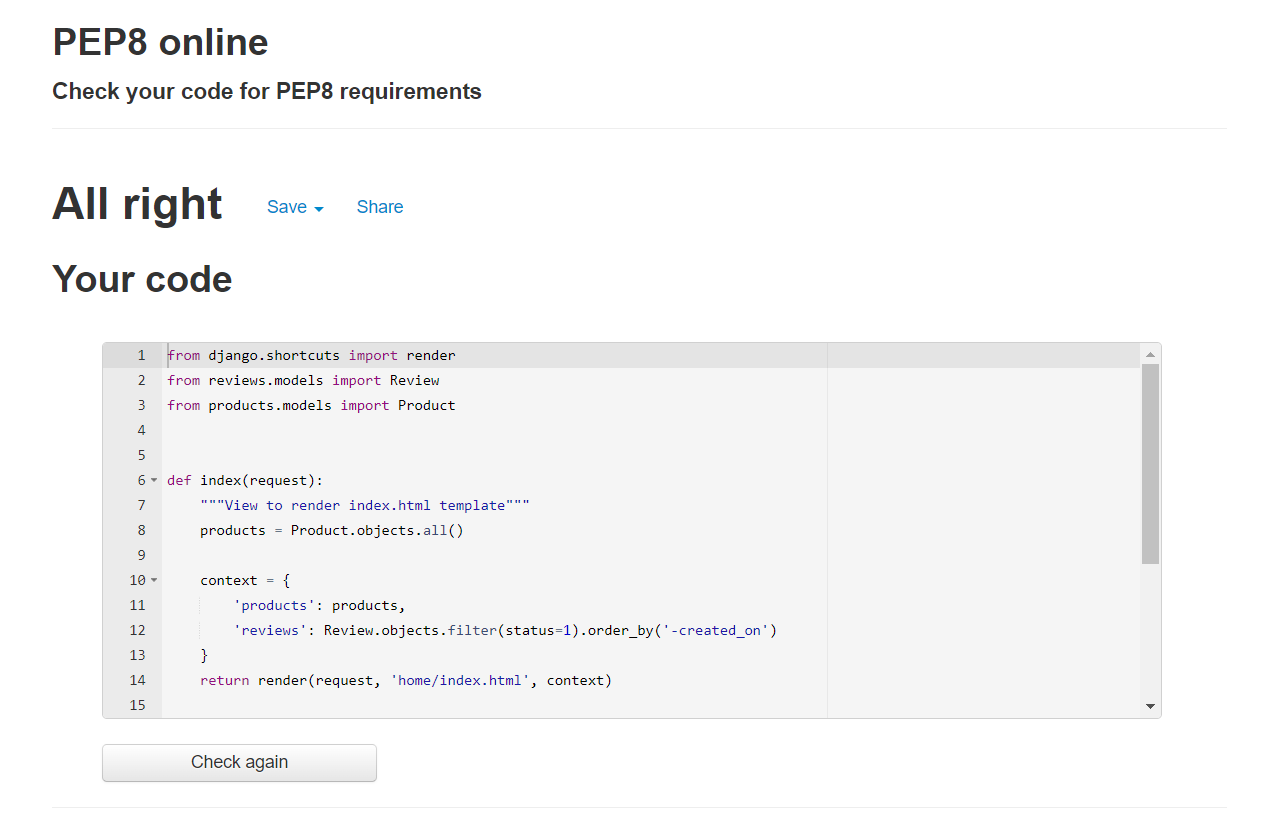 PEP8 online
Check your code for PEP8 requirements
All right Save Share
Your code
1 from django.shortcuts import render
2 from reviews.models import Review
3 from products.models import Product
4
5
6 def index(request):
7     """View to render index.html template"""
8     products = Product.objects.all()
9
10     context = {
11         'products': products,
12         'reviews': Review.objects.filter(status=1).order_by('-created_on')
13     }
14     return render(request, 'home/index.html', context)
15
Check again